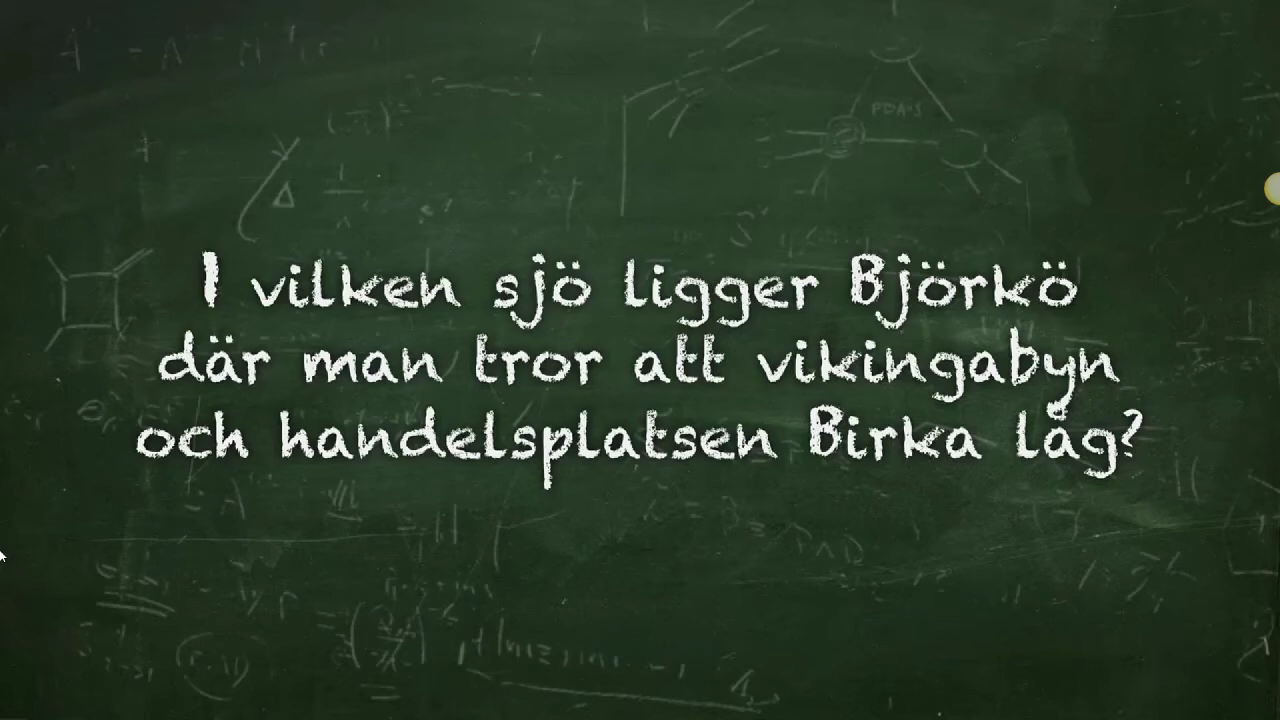 I vilken sjö ligger Björkö
där man tror att vikingabyn
och handelsplatsen Birka låg?